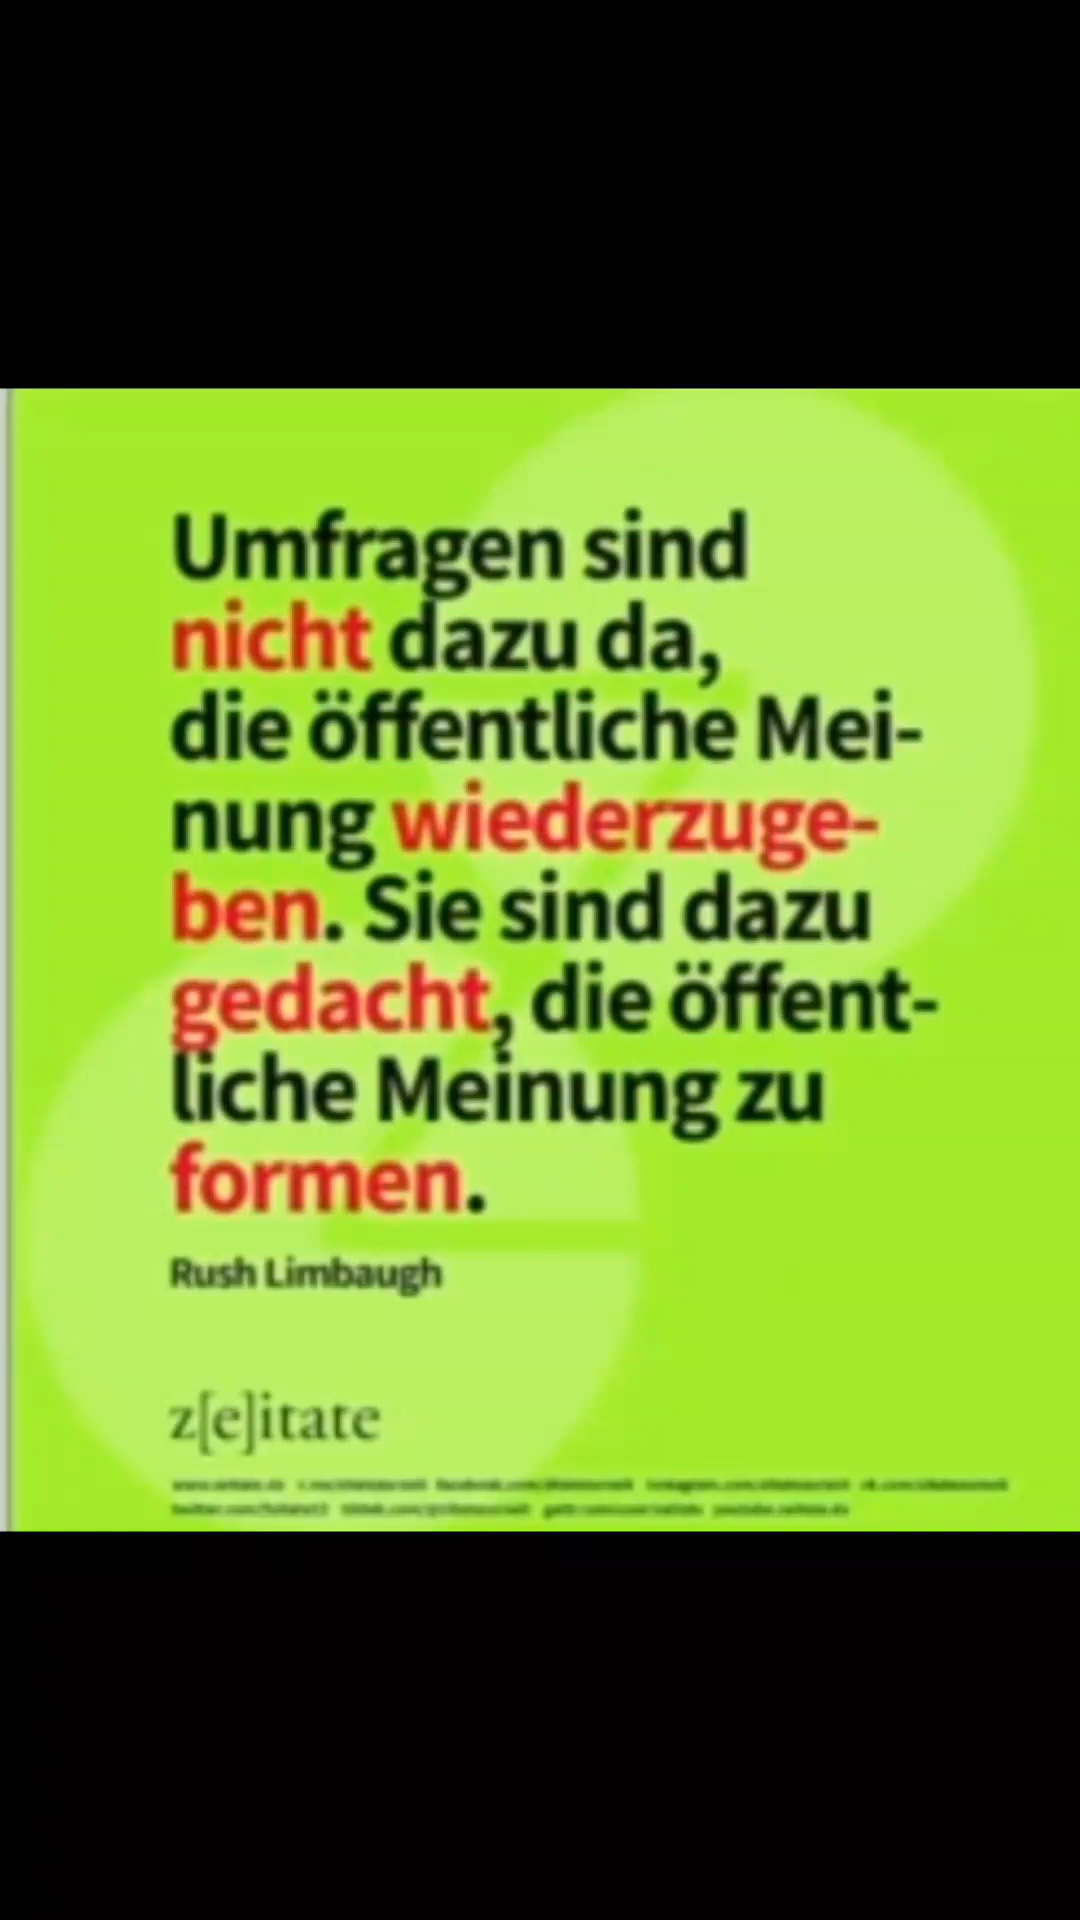 Umfragen sind
nicht dazu da,
die öffentliche Mei-
nung wiederzuge-
ben. Sie sind dazu
gedacht, die öffent-
liche Meinung zu
formen.
Rush Limbaugh
z[e]itate